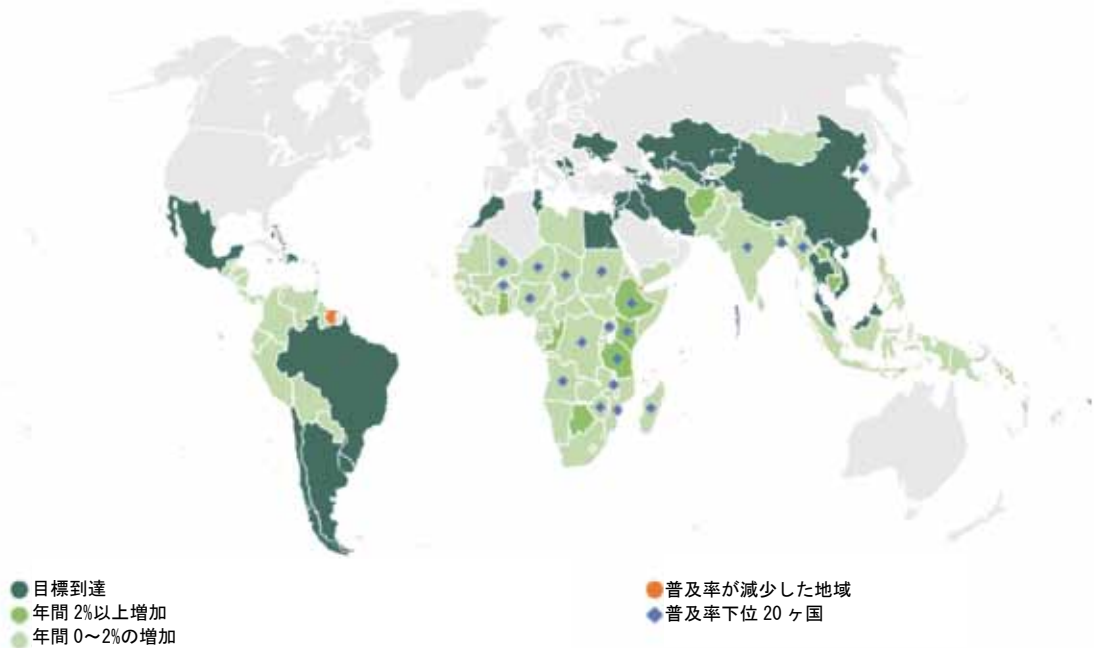 目標到達
年間 2%以上増加
年間 0～2%の増加
普及率が減少した地域
普及率下位 20 ヶ国